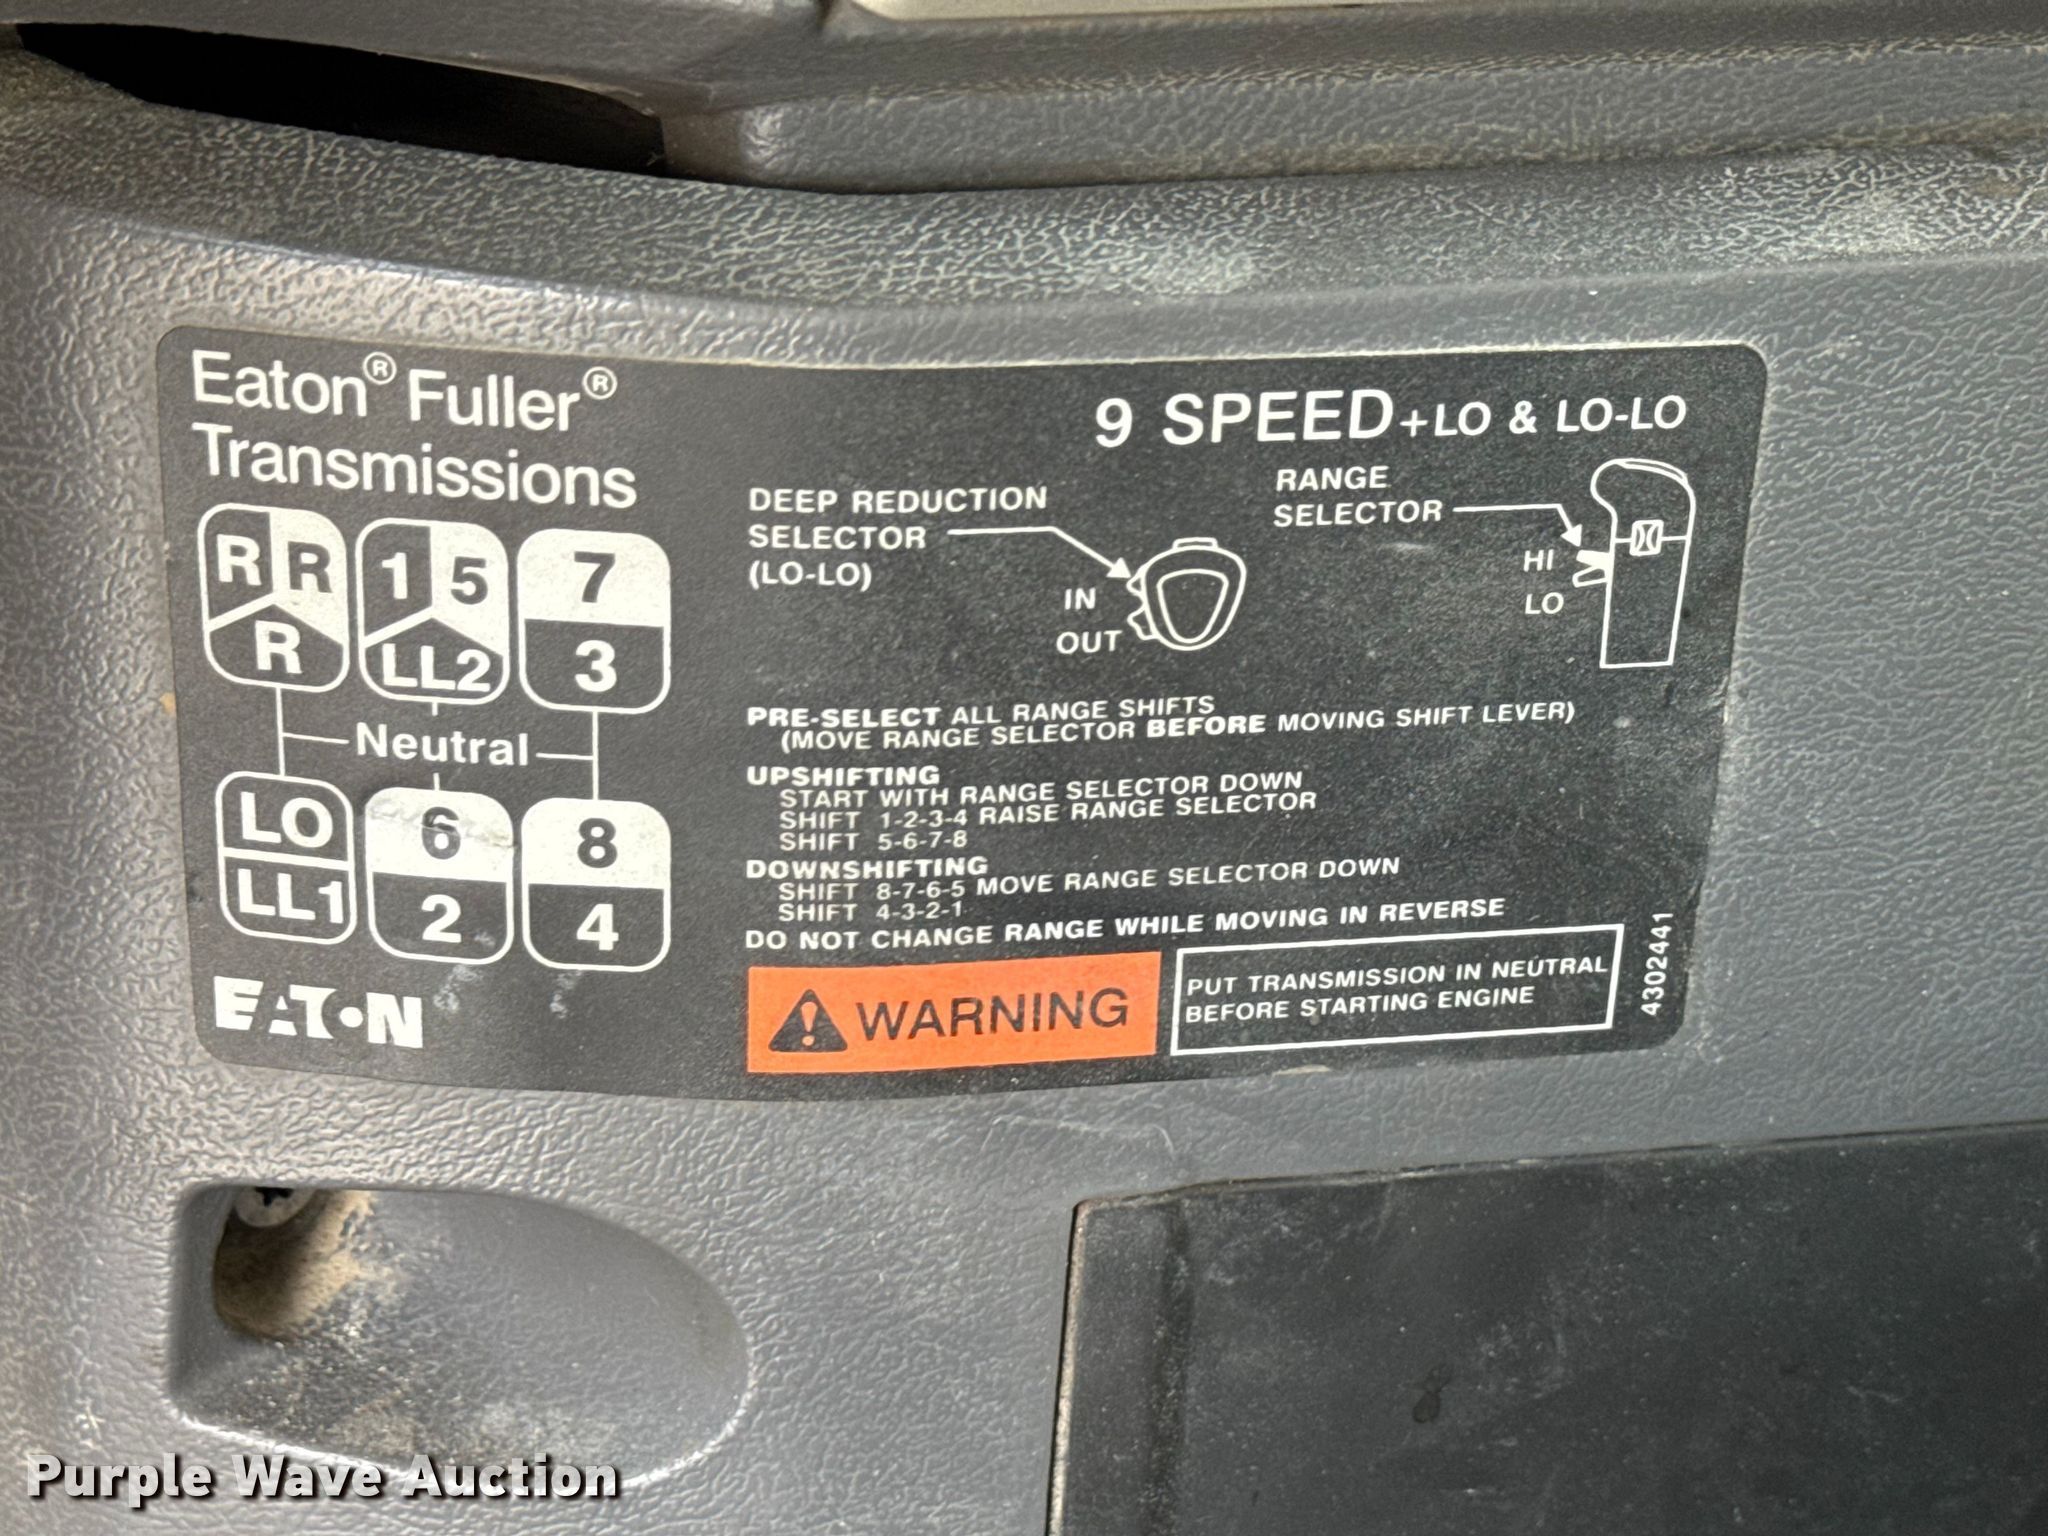 Eaton® Fuller®
Transmissions
R R 1 5 7
R LL2 3
Neutral
LO 6 8
LL1 2 4
EATON
9 SPEED +LO & LO-LO
DEEP REDUCTION
SELECTOR
(LO-LO)
IN
OUT
RANGE
SELECTOR
HI
LO
PRE-SELECT ALL RANGE SHIFTS
(MOVE RANGE SELECTOR BEFORE MOVING SHIFT LEVER)
UPSHIFTING
START WITH RANGE SELECTOR DOWN
SHIFT 1-2-3-4 RAISE RANGE SELECTOR
SHIFT 5-6-7-8
DOWNSHIFTING
SHIFT 8-7-6-5 MOVE RANGE SELECTOR DOWN
SHIFT 4-3-2-1
DO NOT CHANGE RANGE WHILE MOVING IN REVERSE
WARNING
PUT TRANSMISSION IN NEUTRAL
BEFORE STARTING ENGINE
4302441
Purple Wave Auction